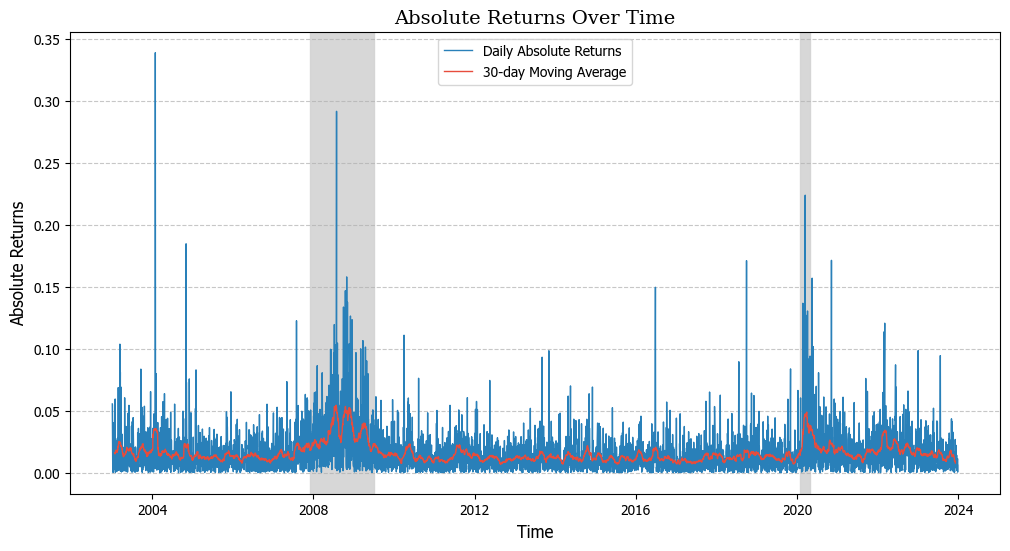 Absolute Returns Over Time
Daily Absolute Returns
30-day Moving Average
Absolute Returns
0.35
0.30
0.25
0.20
0.15
0.10
0.05
0.00
2004
2008
2012
2016
2020
2024
Time